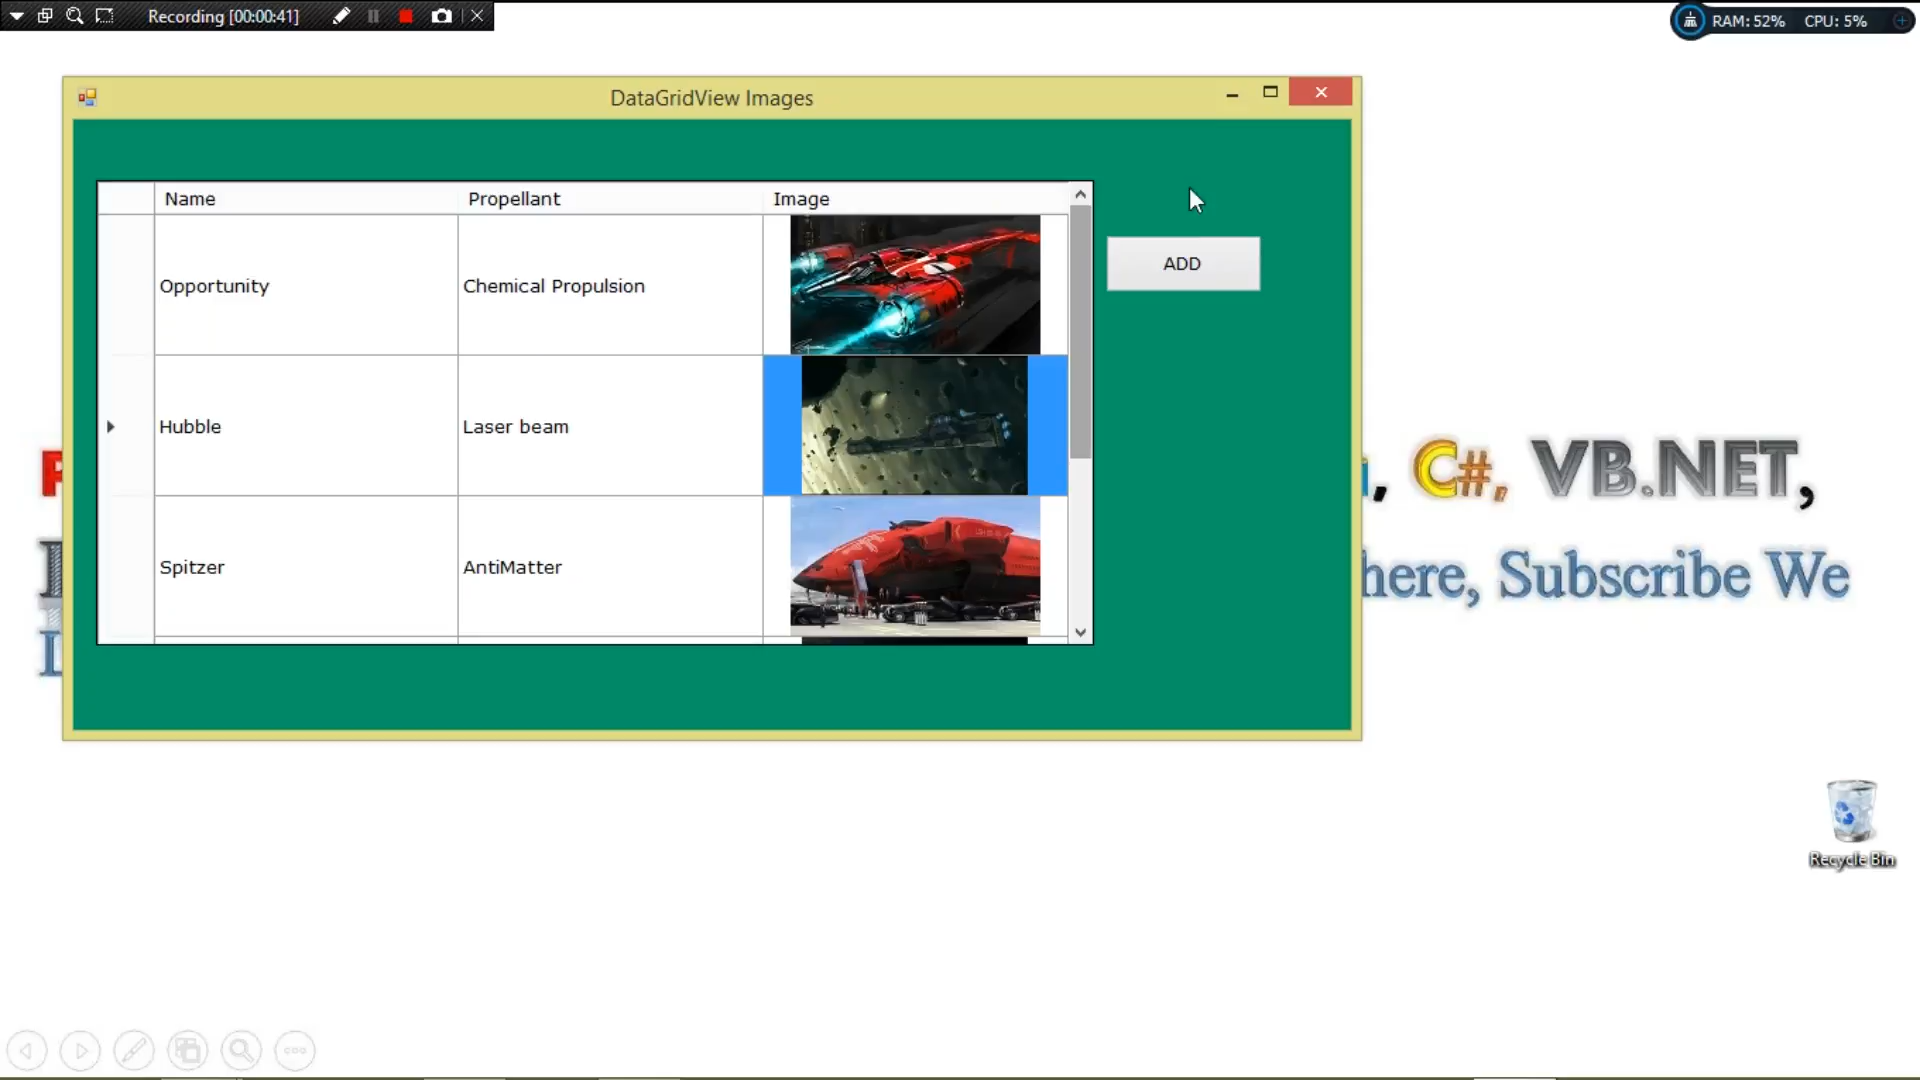 Recording [00:00:41]
RAM: 52% CPU: 5%
DataGridView Images
Name Propellant Image
Opportunity Chemical Propulsion
ADD
Hubble Laser beam
Spitzer AntiMatter
, C#, VB.NET,
here, Subscribe We
Recycle Bin